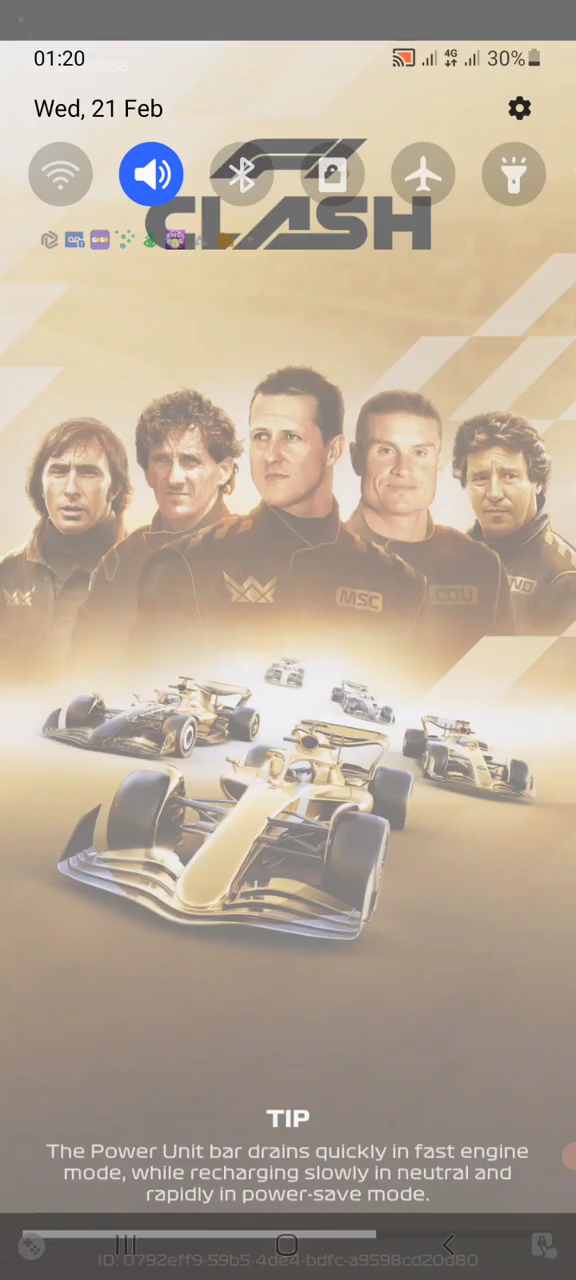 01:20
4G
30%
Wed, 21 Feb
CLASH
MSC
COU
ND
TIP
The Power Unit bar drains quickly in fast engine
mode, while recharging slowly in neutral and
rapidly in power-save mode.
ID: 0792eff9-59b5-4de4-bdfc-a9598cd20d80